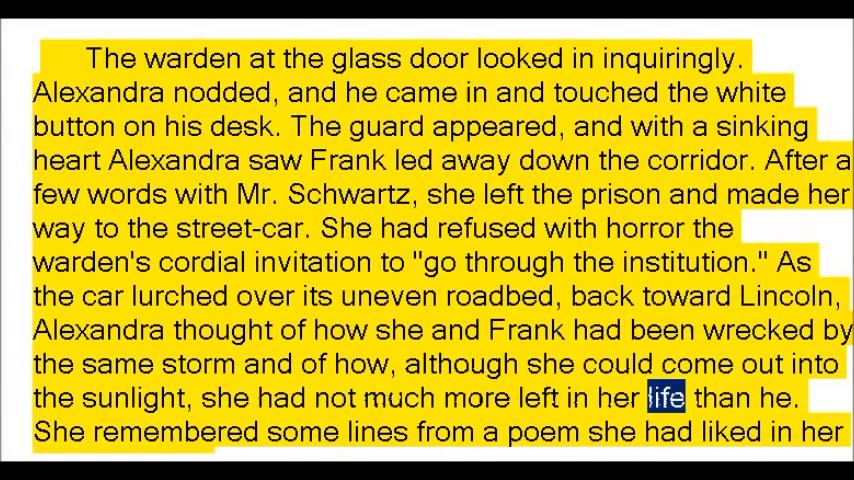 The warden at the glass door looked in inquiringly.
Alexandra nodded, and he came in and touched the white
button on his desk. The guard appeared, and with a sinking
heart Alexandra saw Frank led away down the corridor. After a
few words with Mr. Schwartz, she left the prison and made her
way to the street-car. She had refused with horror the
warden's cordial invitation to "go through the institution." As
the car lurched over its uneven roadbed, back toward Lincoln,
Alexandra thought of how she and Frank had been wrecked by
the same storm and of how, although she could come out into
the sunlight, she had not much more left in her life than he.
She remembered some lines from a poem she had liked in her